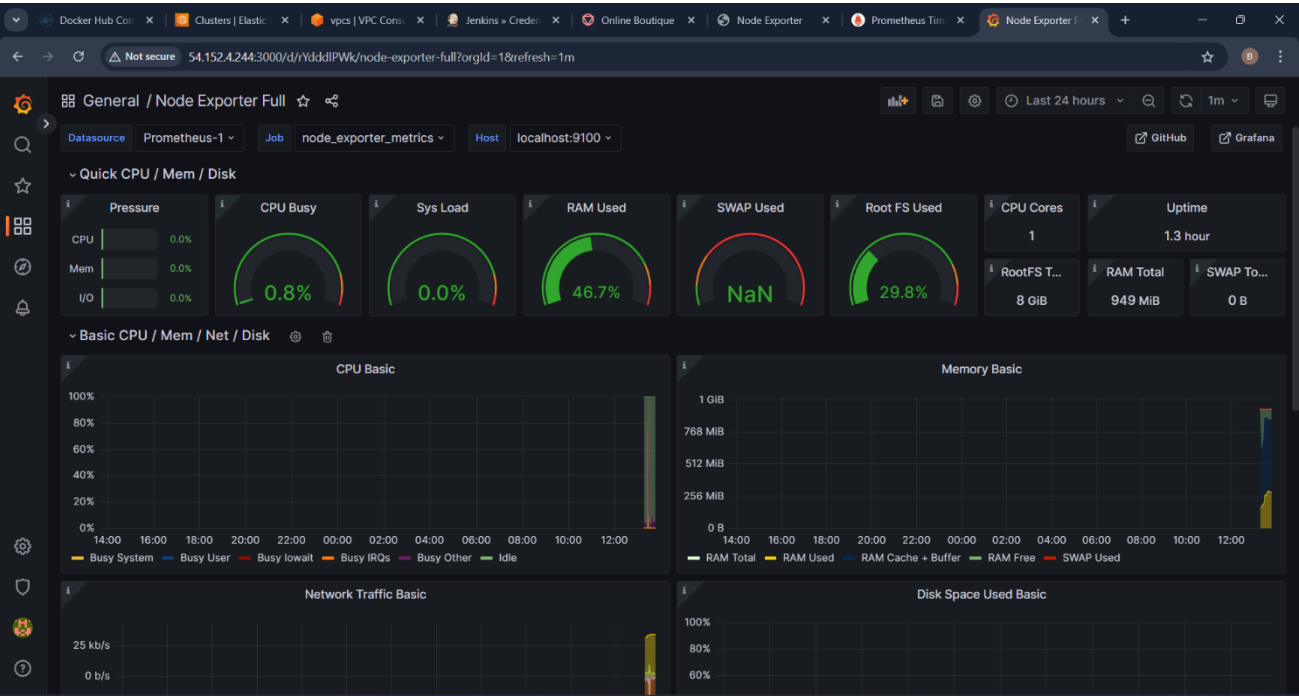 Docker Hub Con
Clusters | Elastic
vpcs | VPC Cons
Jenkins » Creden
Online Boutique
Node Exporter
Prometheus Tim
Node Exporter F
Not secure 54.152.4.244:3000/d/rYdddlPWk/node-exporter-full?orgId=1&refresh=1m
B
General / Node Exporter Full
Last 24 hours
1m
Datasource Prometheus-1 Job node_exporter_metrics Host localhost:9100
GitHub
Grafana
Quick CPU / Mem / Disk
Pressure
CPU 0.0%
Mem 0.0%
I/O 0.0%
CPU Busy
0.8%
Sys Load
0.0%
RAM Used
46.7%
SWAP Used
NaN
Root FS Used
29.8%
CPU Cores
1
Uptime
1.3 hour
RootFS T...
8 GiB
RAM Total
949 MiB
SWAP To...
0 B
Basic CPU / Mem / Net / Disk
CPU Basic
100%
80%
60%
40%
20%
0%
14:00 16:00 18:00 20:00 22:00 00:00 02:00 04:00 06:00 08:00 10:00 12:00
Busy System Busy User Busy Iowait Busy IRQs Busy Other Idle
Memory Basic
1 GiB
768 MiB
512 MiB
256 MiB
0 B
14:00 16:00 18:00 20:00 22:00 00:00 02:00 04:00 06:00 08:00 10:00 12:00
RAM Total RAM Used RAM Cache + Buffer RAM Free SWAP Used
Network Traffic Basic
25 kb/s
0 b/s
Disk Space Used Basic
100%
80%
60%